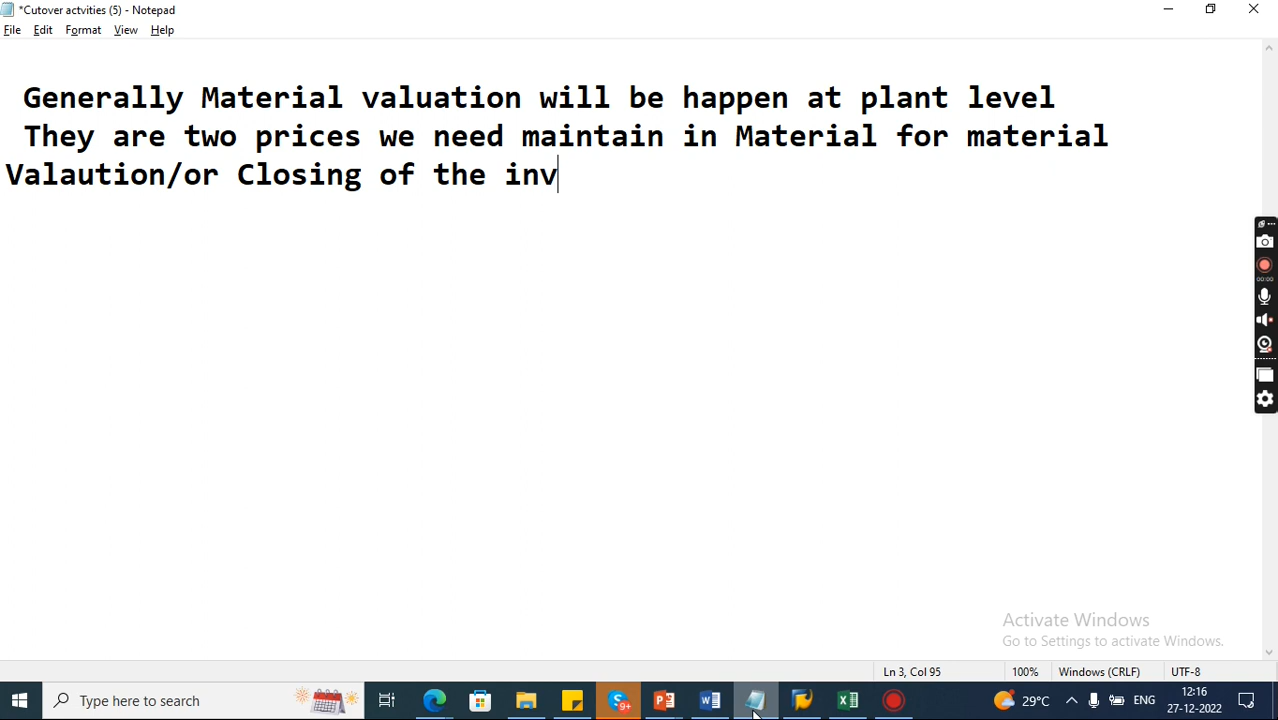 *Cutover actvities (5) - Notepad
File Edit Format View Help
Generally Material valuation will be happen at plant level
They are two prices we need maintain in Material for material
Valaution/or Closing of the inv
00:00
Activate Windows
Go to Settings to activate Windows.
Ln 3, Col 95 100% Windows (CRLF) UTF-8
Type here to search 9+ 29°C ENG 12:16
27-12-2022